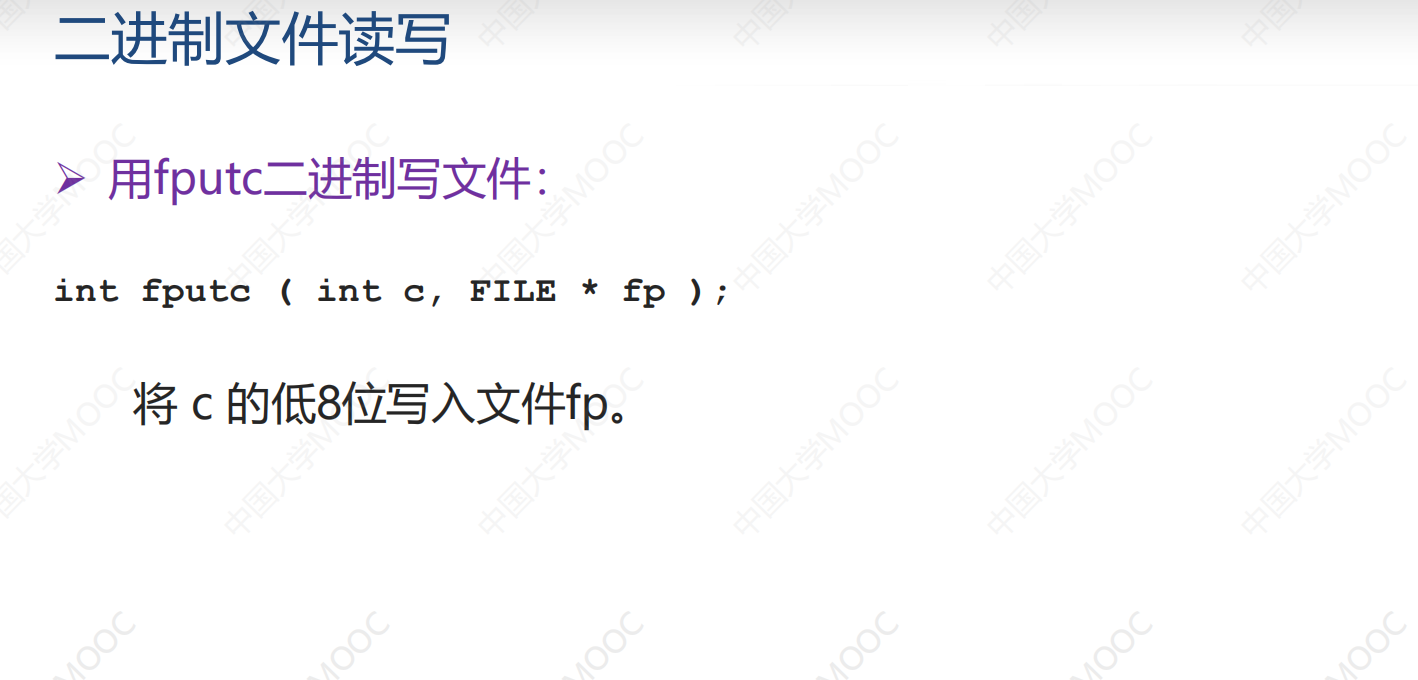 二进制文件读写
用fputc二进制写文件：
int fputc ( int c, FILE * fp );
将 c 的低8位写入文件fp。
中国大学MOOC